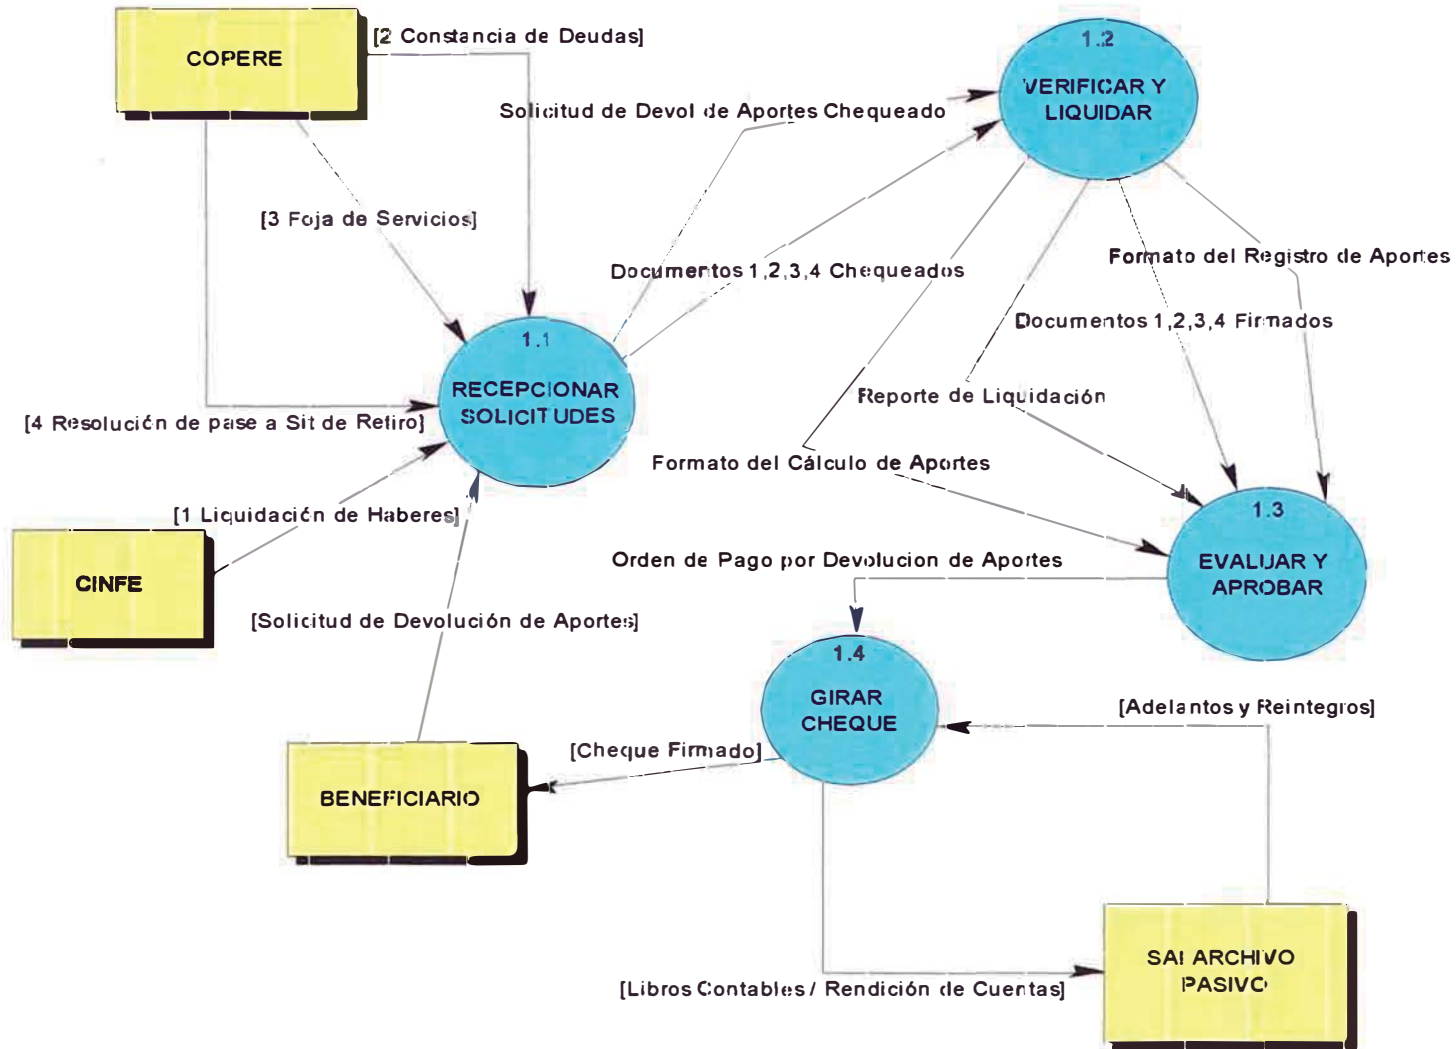 [2 Constancia de Deudas]
COPERE
1.2
VERIFICAR Y
LIQUIDAR
Solicitud de Devol de Aportes Chequeado
[3 Foja de Servicios]
Formato del Registro de Aportes
Documentos 1,2,3,4 Chequeados
Documentos 1,2,3,4 Firmados
1.1
RECEPCIONAR
SOLICITUDES
Reporte de Liquidación
[4 Resolución de pase a Sit de Retiro]
Formato del Cálculo de Aportes
[1 Liquidación de Haberes]
1.3
EVALUAR Y
APROBAR
Orden de Pago por Devolucion de Aportes
CINFE
[Solicitud de Devolución de Aportes]
1.4
GIRAR
CHEQUE
[Adelantos y Reintegros]
[Cheque Firmado]
BENEFICIARIO
SAI ARCHIVO
PASIVO
[Libros Contables / Rendición de Cuentas]